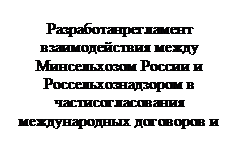 Разработанрегламент
взаимодействия между
Минсельхозом России и
Россельхознадзором в
частисогласования
международных договоров и